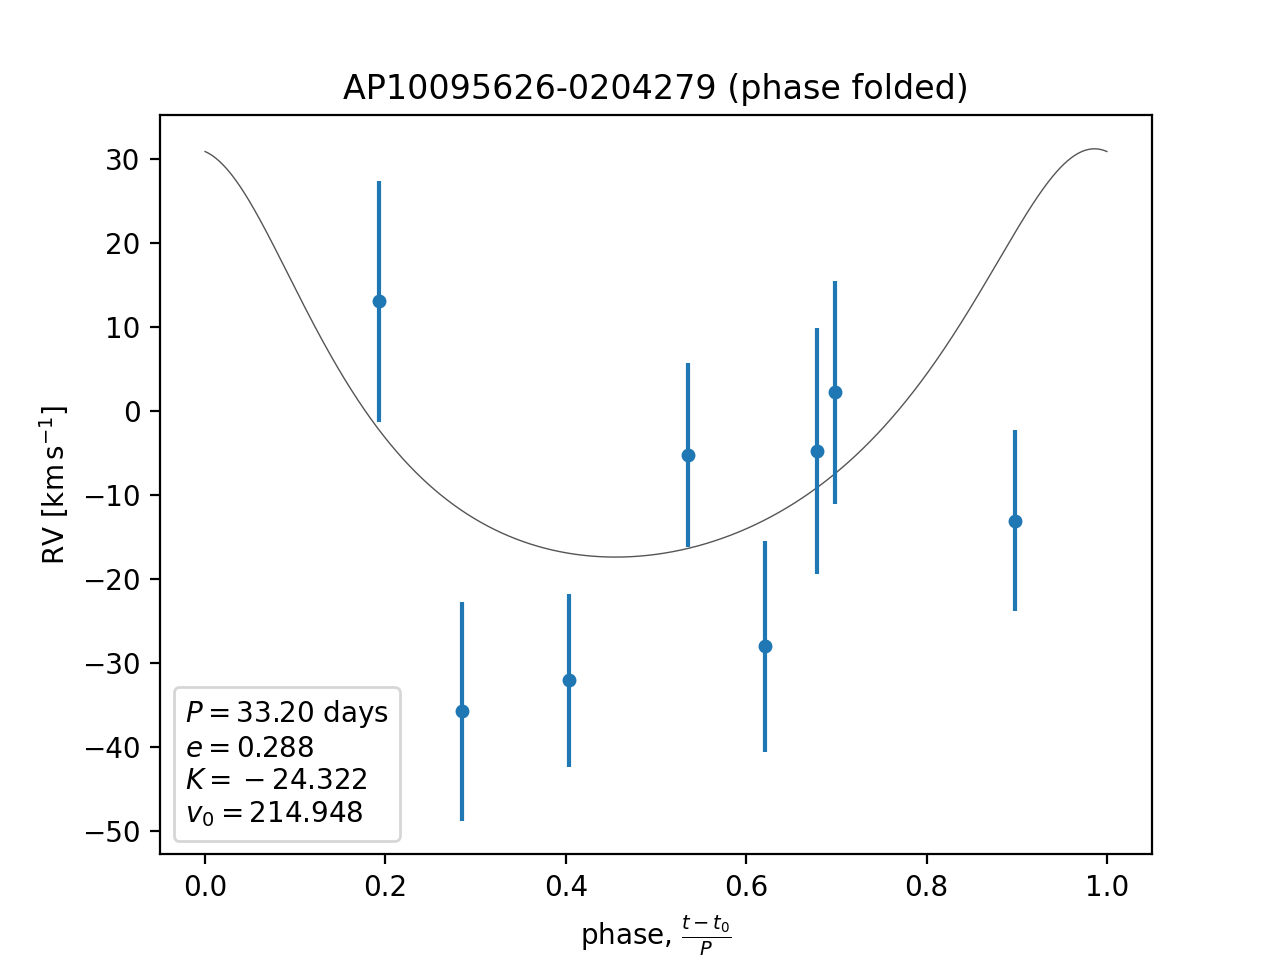 AP10095626-0204279 (phase folded)
RV [km s⁻¹]
30
20
10
0
−10
−20
−30
−40
−50
P = 33.20 days
e = 0.288
K = − 24.322
v₀ = 214.948
0.0 0.2 0.4 0.6 0.8 1.0
phase, (t − t₀)/P